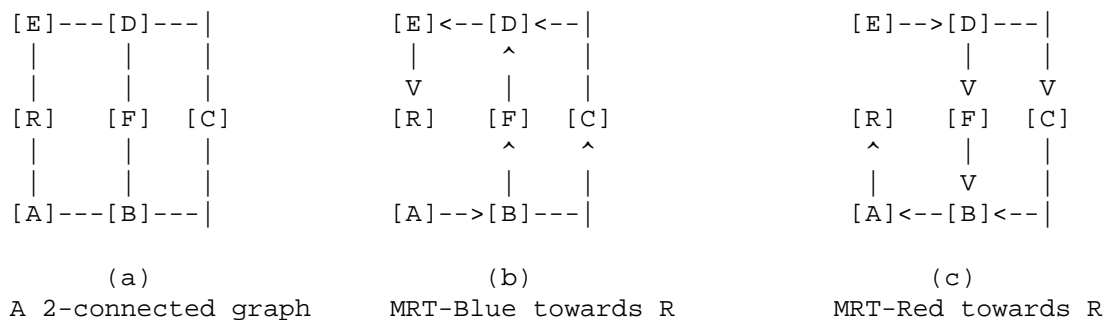 [E]---[D]---|     [E]<--[D]<--|     [E]-->[D]---|
 |     |     |      |     ^     |            |     |
 |     |     |      V     |     |            V     V
[R]   [F]   [C]    [R]   [F]   [C]    [R]   [F]   [C]
 |     |     |            ^     ^      ^     |     |
 |     |     |            |     |      |     V     |
[A]---[B]---|     [A]-->[B]---|     [A]<--[B]<--|
(a)     (b)     (c)
A 2-connected graph     MRT-Blue towards R     MRT-Red towards R